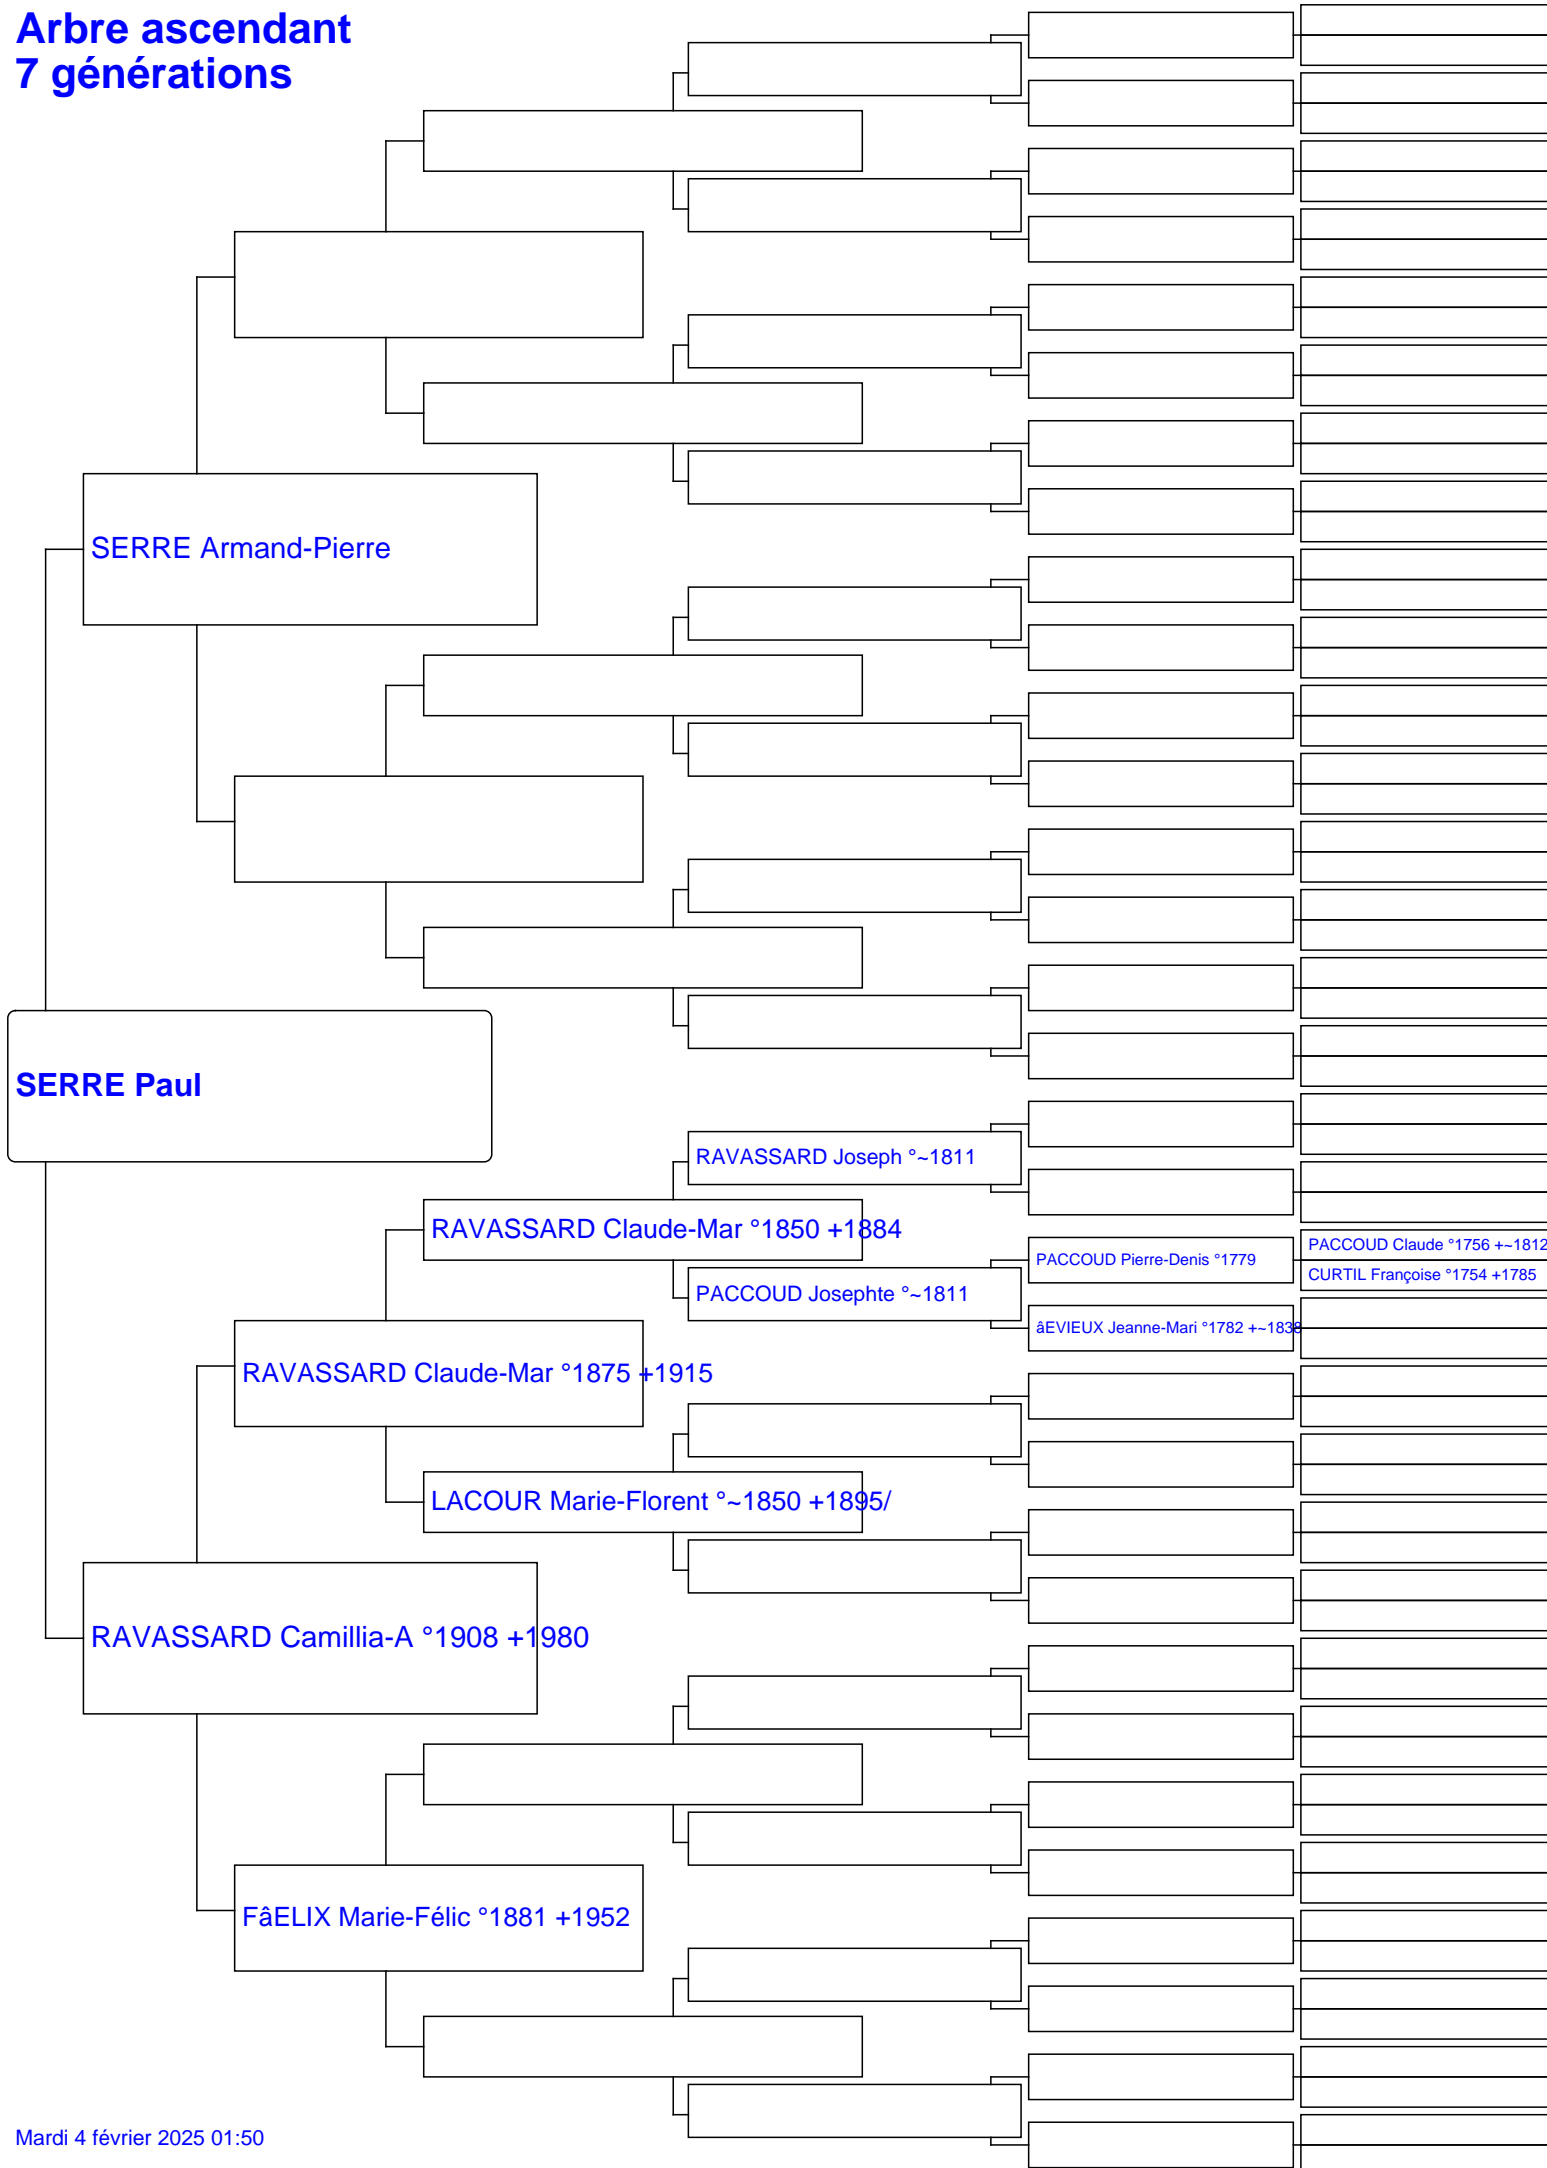 Arbre ascendant
7 générations
SERRE Armand-Pierre
SERRE Paul
RAVASSARD Joseph °~1811
RAVASSARD Claude-Mar °1850 +1884
PACCOUD Claude °1756 +~1812
PACCOUD Pierre-Denis °1779
CURTIL Françoise °1754 +1785
PACCOUD Josephte °~1811
âEVIEUX Jeanne-Mari °1782 +~1838
RAVASSARD Claude-Mar °1875 +1915
LACOUR Marie-Florent °~1850 +1895/
RAVASSARD Camillia-A °1908 +1980
FâELIX Marie-Félic °1881 +1952
Mardi 4 février 2025 01:50